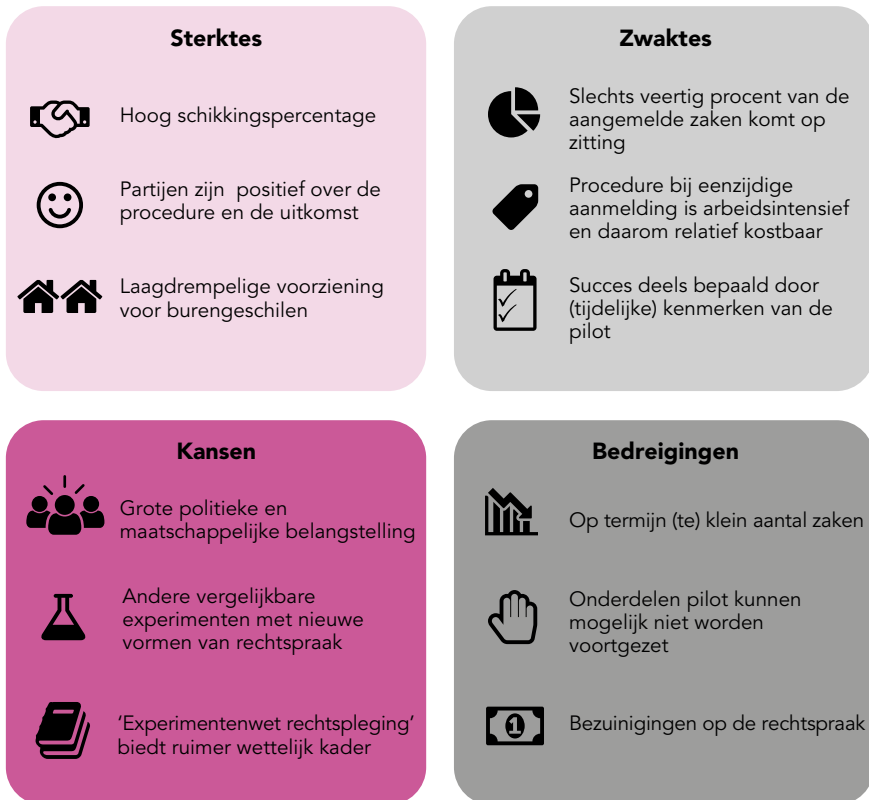 Sterktes
Hoog schikkingspercentage
Partijen zijn positief over de
procedure en de uitkomst
Laagdrempelige voorziening
voor burengeschilen
Zwaktes
Slechts veertig procent van de
aangemelde zaken komt op
zitting
Procedure bij eenzijdige
aanmelding is arbeidsintensief
en daarom relatief kostbaar
Succes deels bepaald door
(tijdelijke) kenmerken van de
pilot
Kansen
Grote politieke en
maatschappelijke belangstelling
Andere vergelijkbare
experimenten met nieuwe
vormen van rechtspraak
‘Experimentenwet rechtspleging’
biedt ruimer wettelijk kader
Bedreigingen
Op termijn (te) klein aantal zaken
Onderdelen pilot kunnen
mogelijk niet worden
voortgezet
1
Bezuinigingen op de rechtspraak